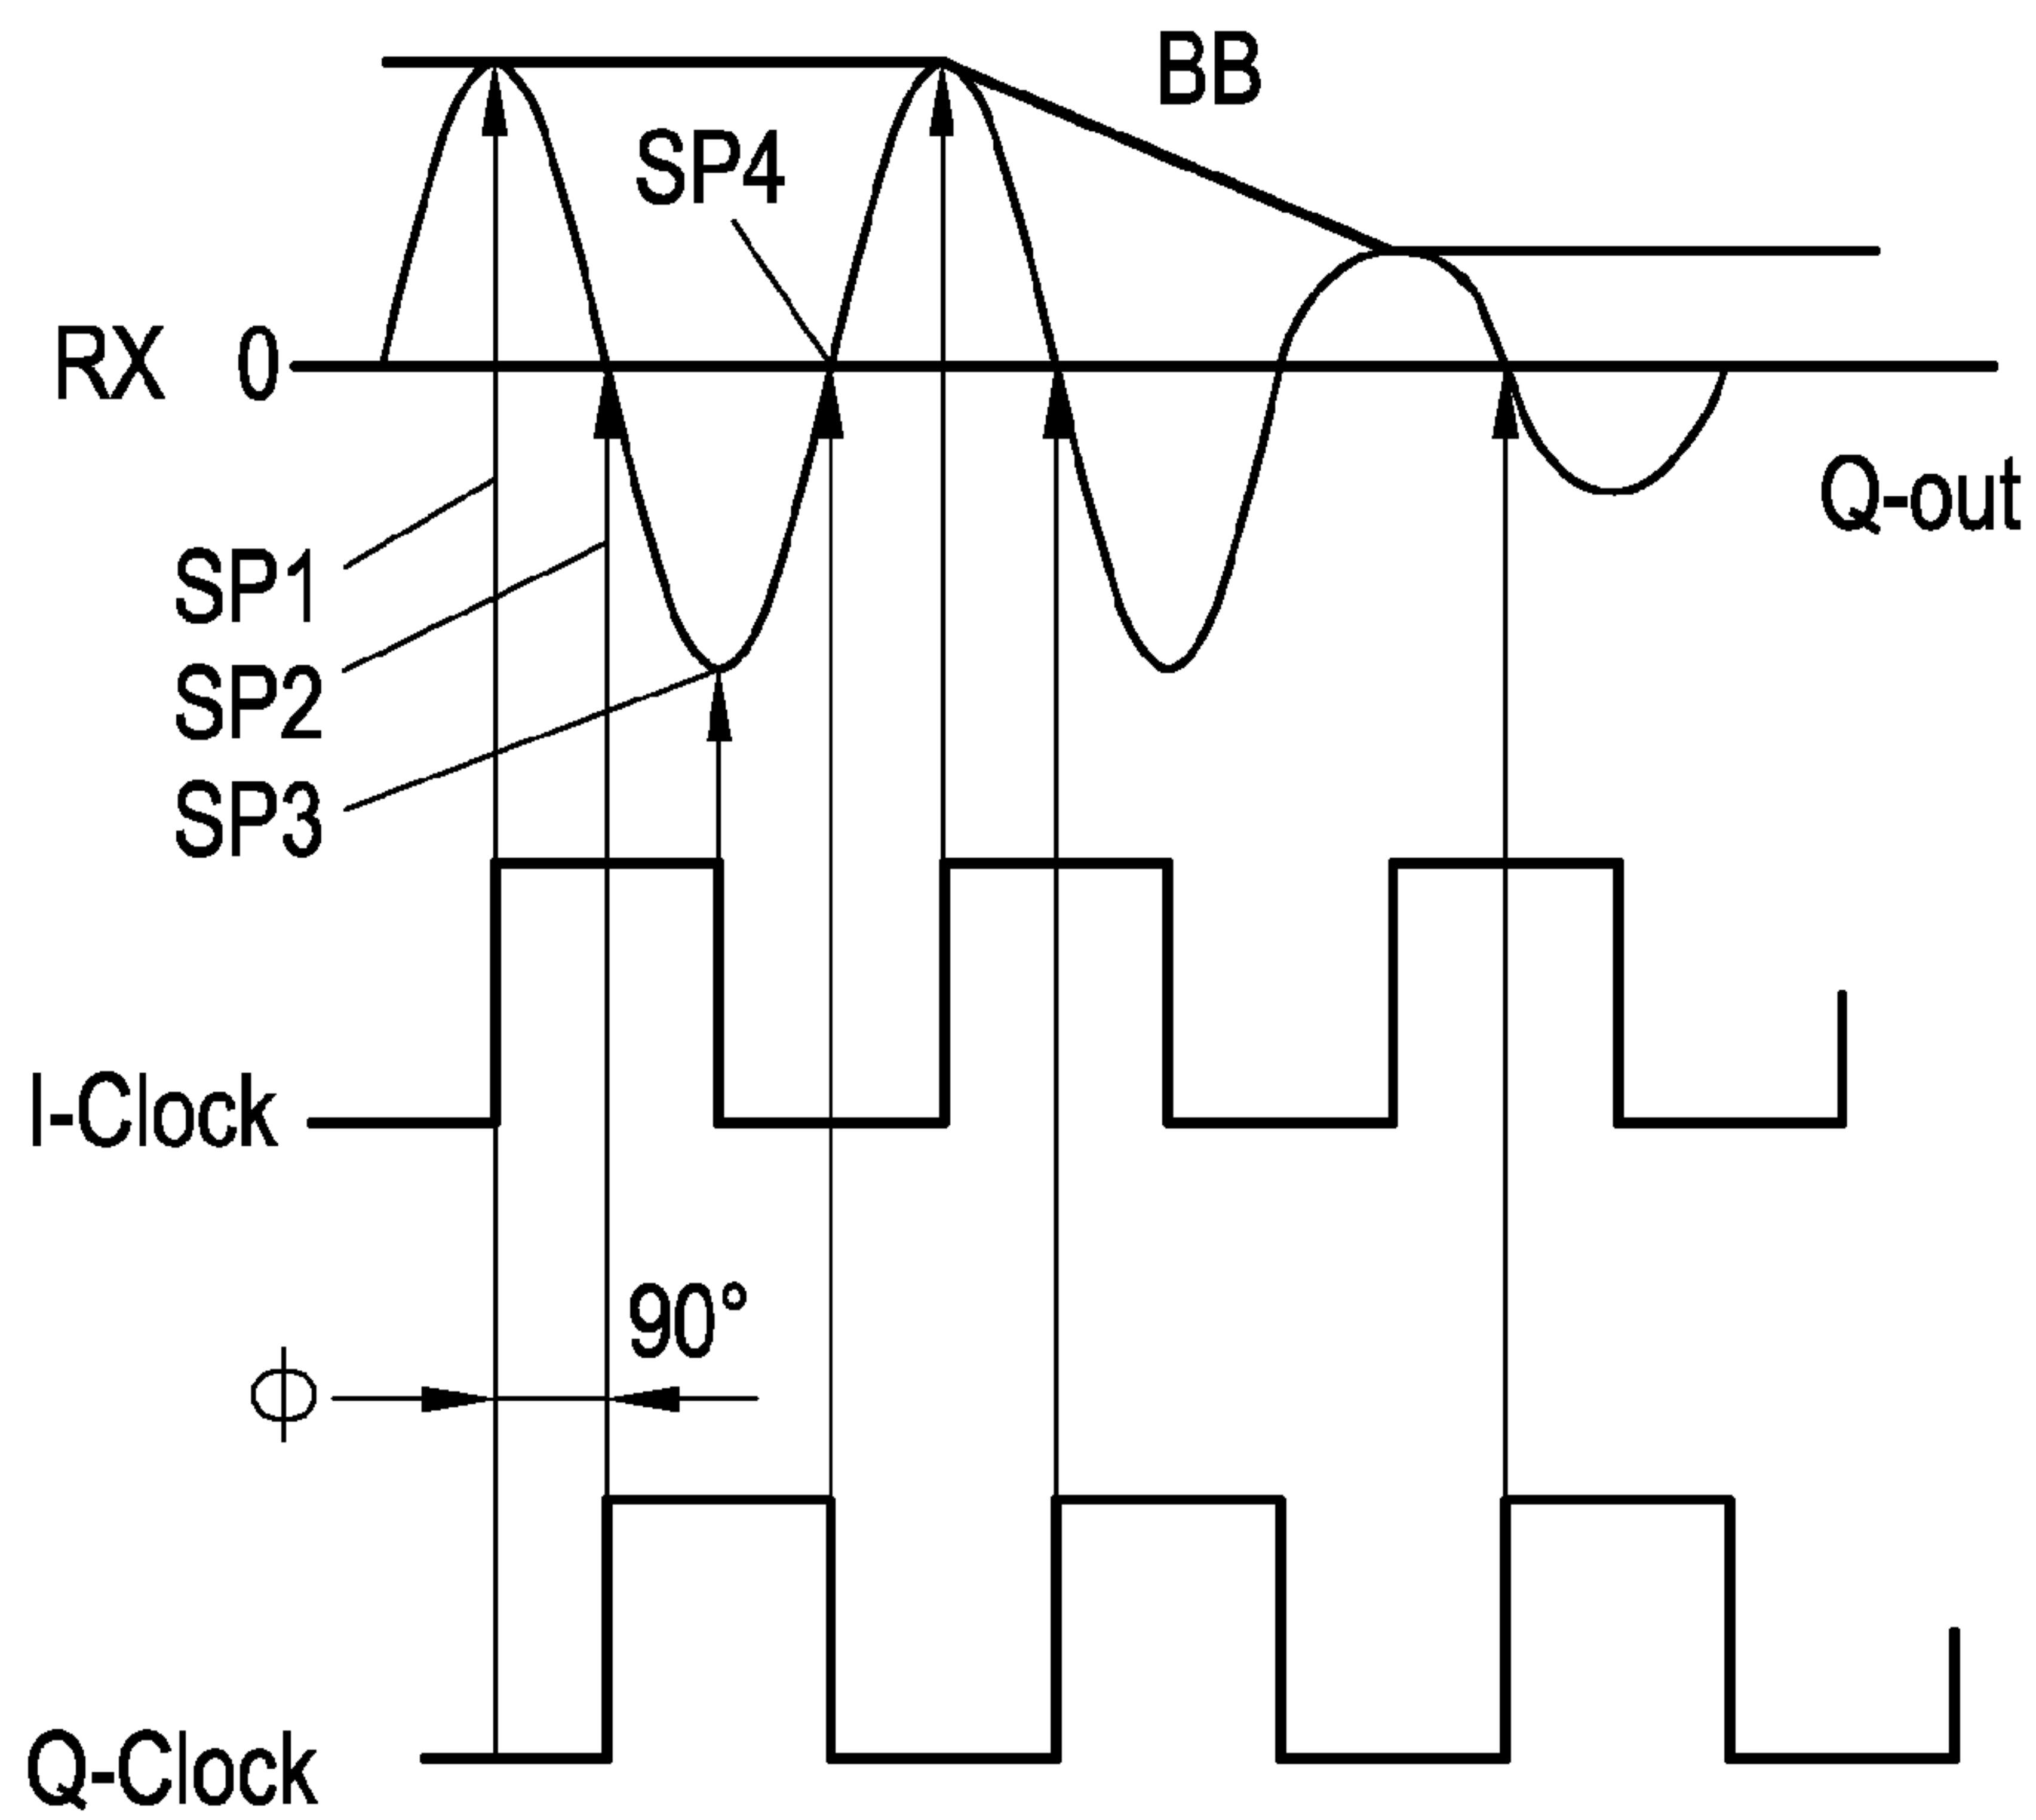 BB
SP4
RX 0
Q-out
SP1
SP2
SP3
I-Clock
90°
Φ
Q-Clock